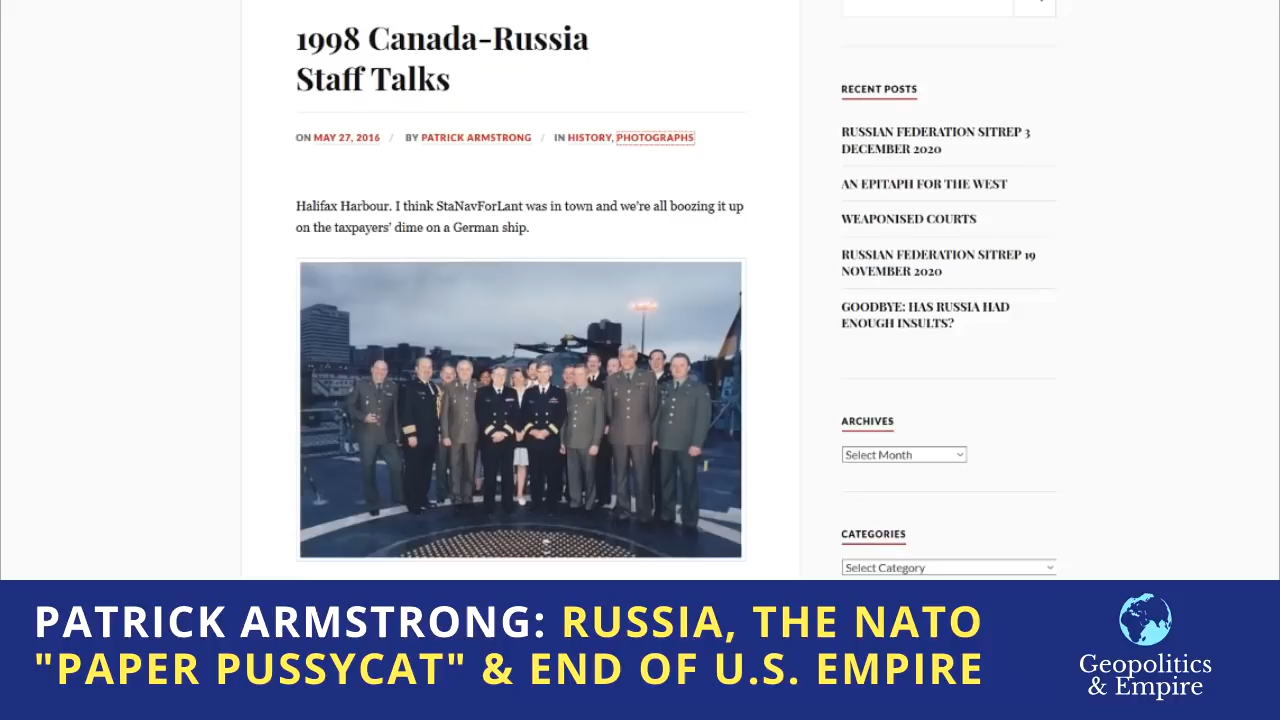 1998 Canada-Russia
Staff Talks
ON MAY 27, 2016 / BY PATRICK ARMSTRONG / IN HISTORY, PHOTOGRAPHS
Halifax Harbour. I think StaNavForLant was in town and we're all boozing it up
on the taxpayers' dime on a German ship.
RECENT POSTS
RUSSIAN FEDERATION SITREP 3
DECEMBER 2020
AN EPITAPH FOR THE WEST
WEAPONISED COURTS
RUSSIAN FEDERATION SITREP 19
NOVEMBER 2020
GOODBYE: HAS RUSSIA HAD
ENOUGH INSULTS?
ARCHIVES
Select Month
CATEGORIES
Select Category
PATRICK ARMSTRONG: RUSSIA, THE NATO
"PAPER PUSSYCAT" & END OF U.S. EMPIRE
Geopolitics
& Empire